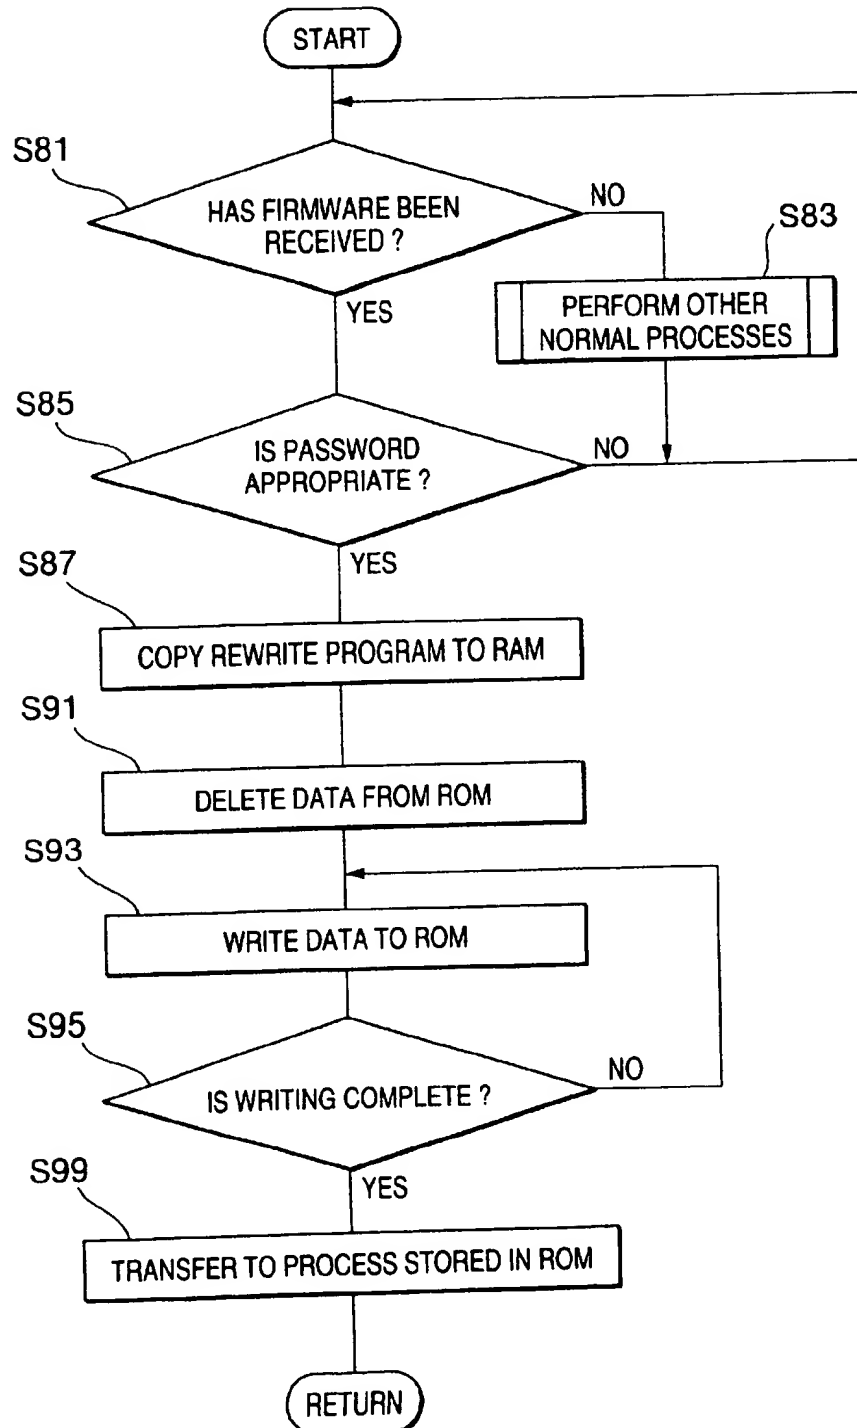 START
S81
HAS FIRMWARE BEEN
RECEIVED ?
NO
S83
YES
PERFORM OTHER
NORMAL PROCESSES
S85
IS PASSWORD
APPROPRIATE ?
NO
YES
S87
COPY REWRITE PROGRAM TO RAM
S91
DELETE DATA FROM ROM
S93
WRITE DATA TO ROM
S95
IS WRITING COMPLETE ?
NO
YES
S99
TRANSFER TO PROCESS STORED IN ROM
RETURN